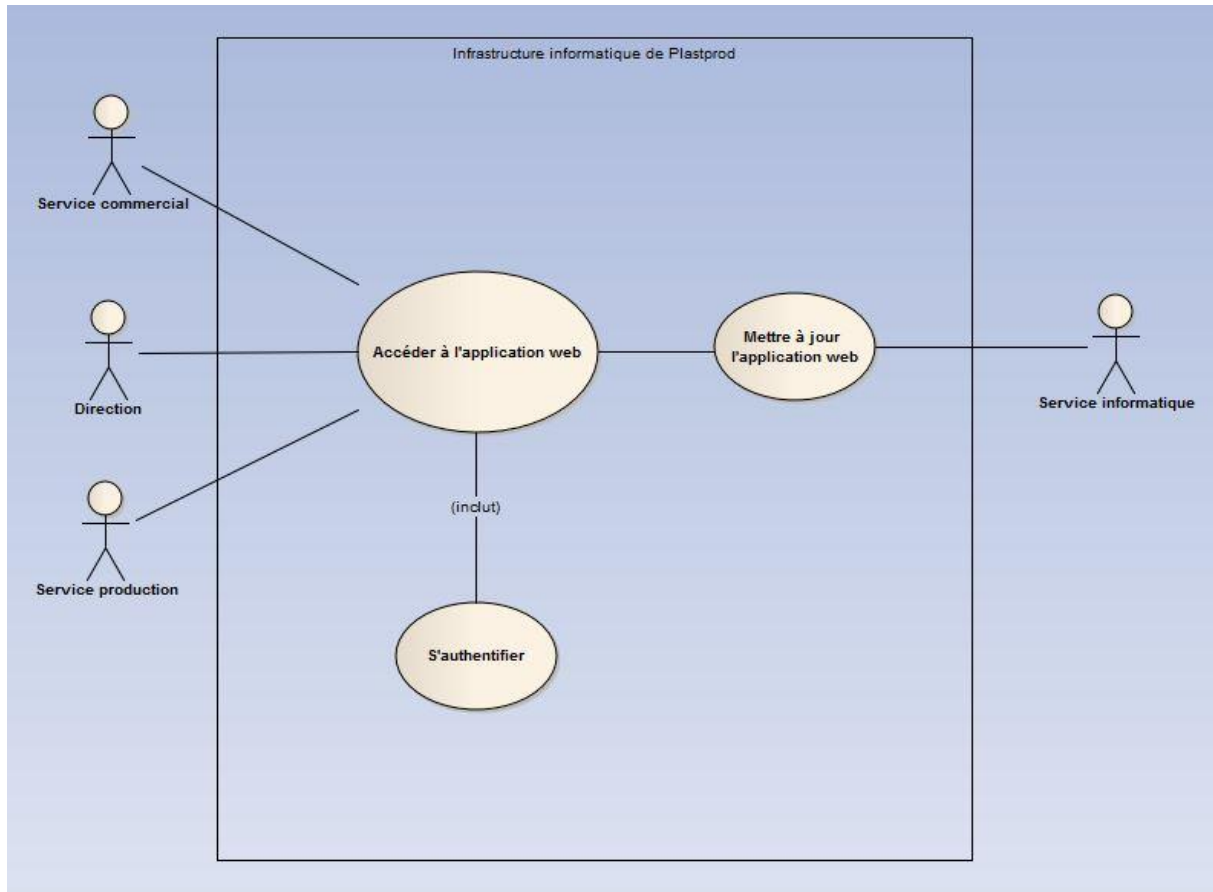 Infrastructure informatique de Plastprod
Service commercial
Direction
Service production
Accéder à l'application web
Mettre à jour
l'application web
Service informatique
(inclut)
S'authentifier